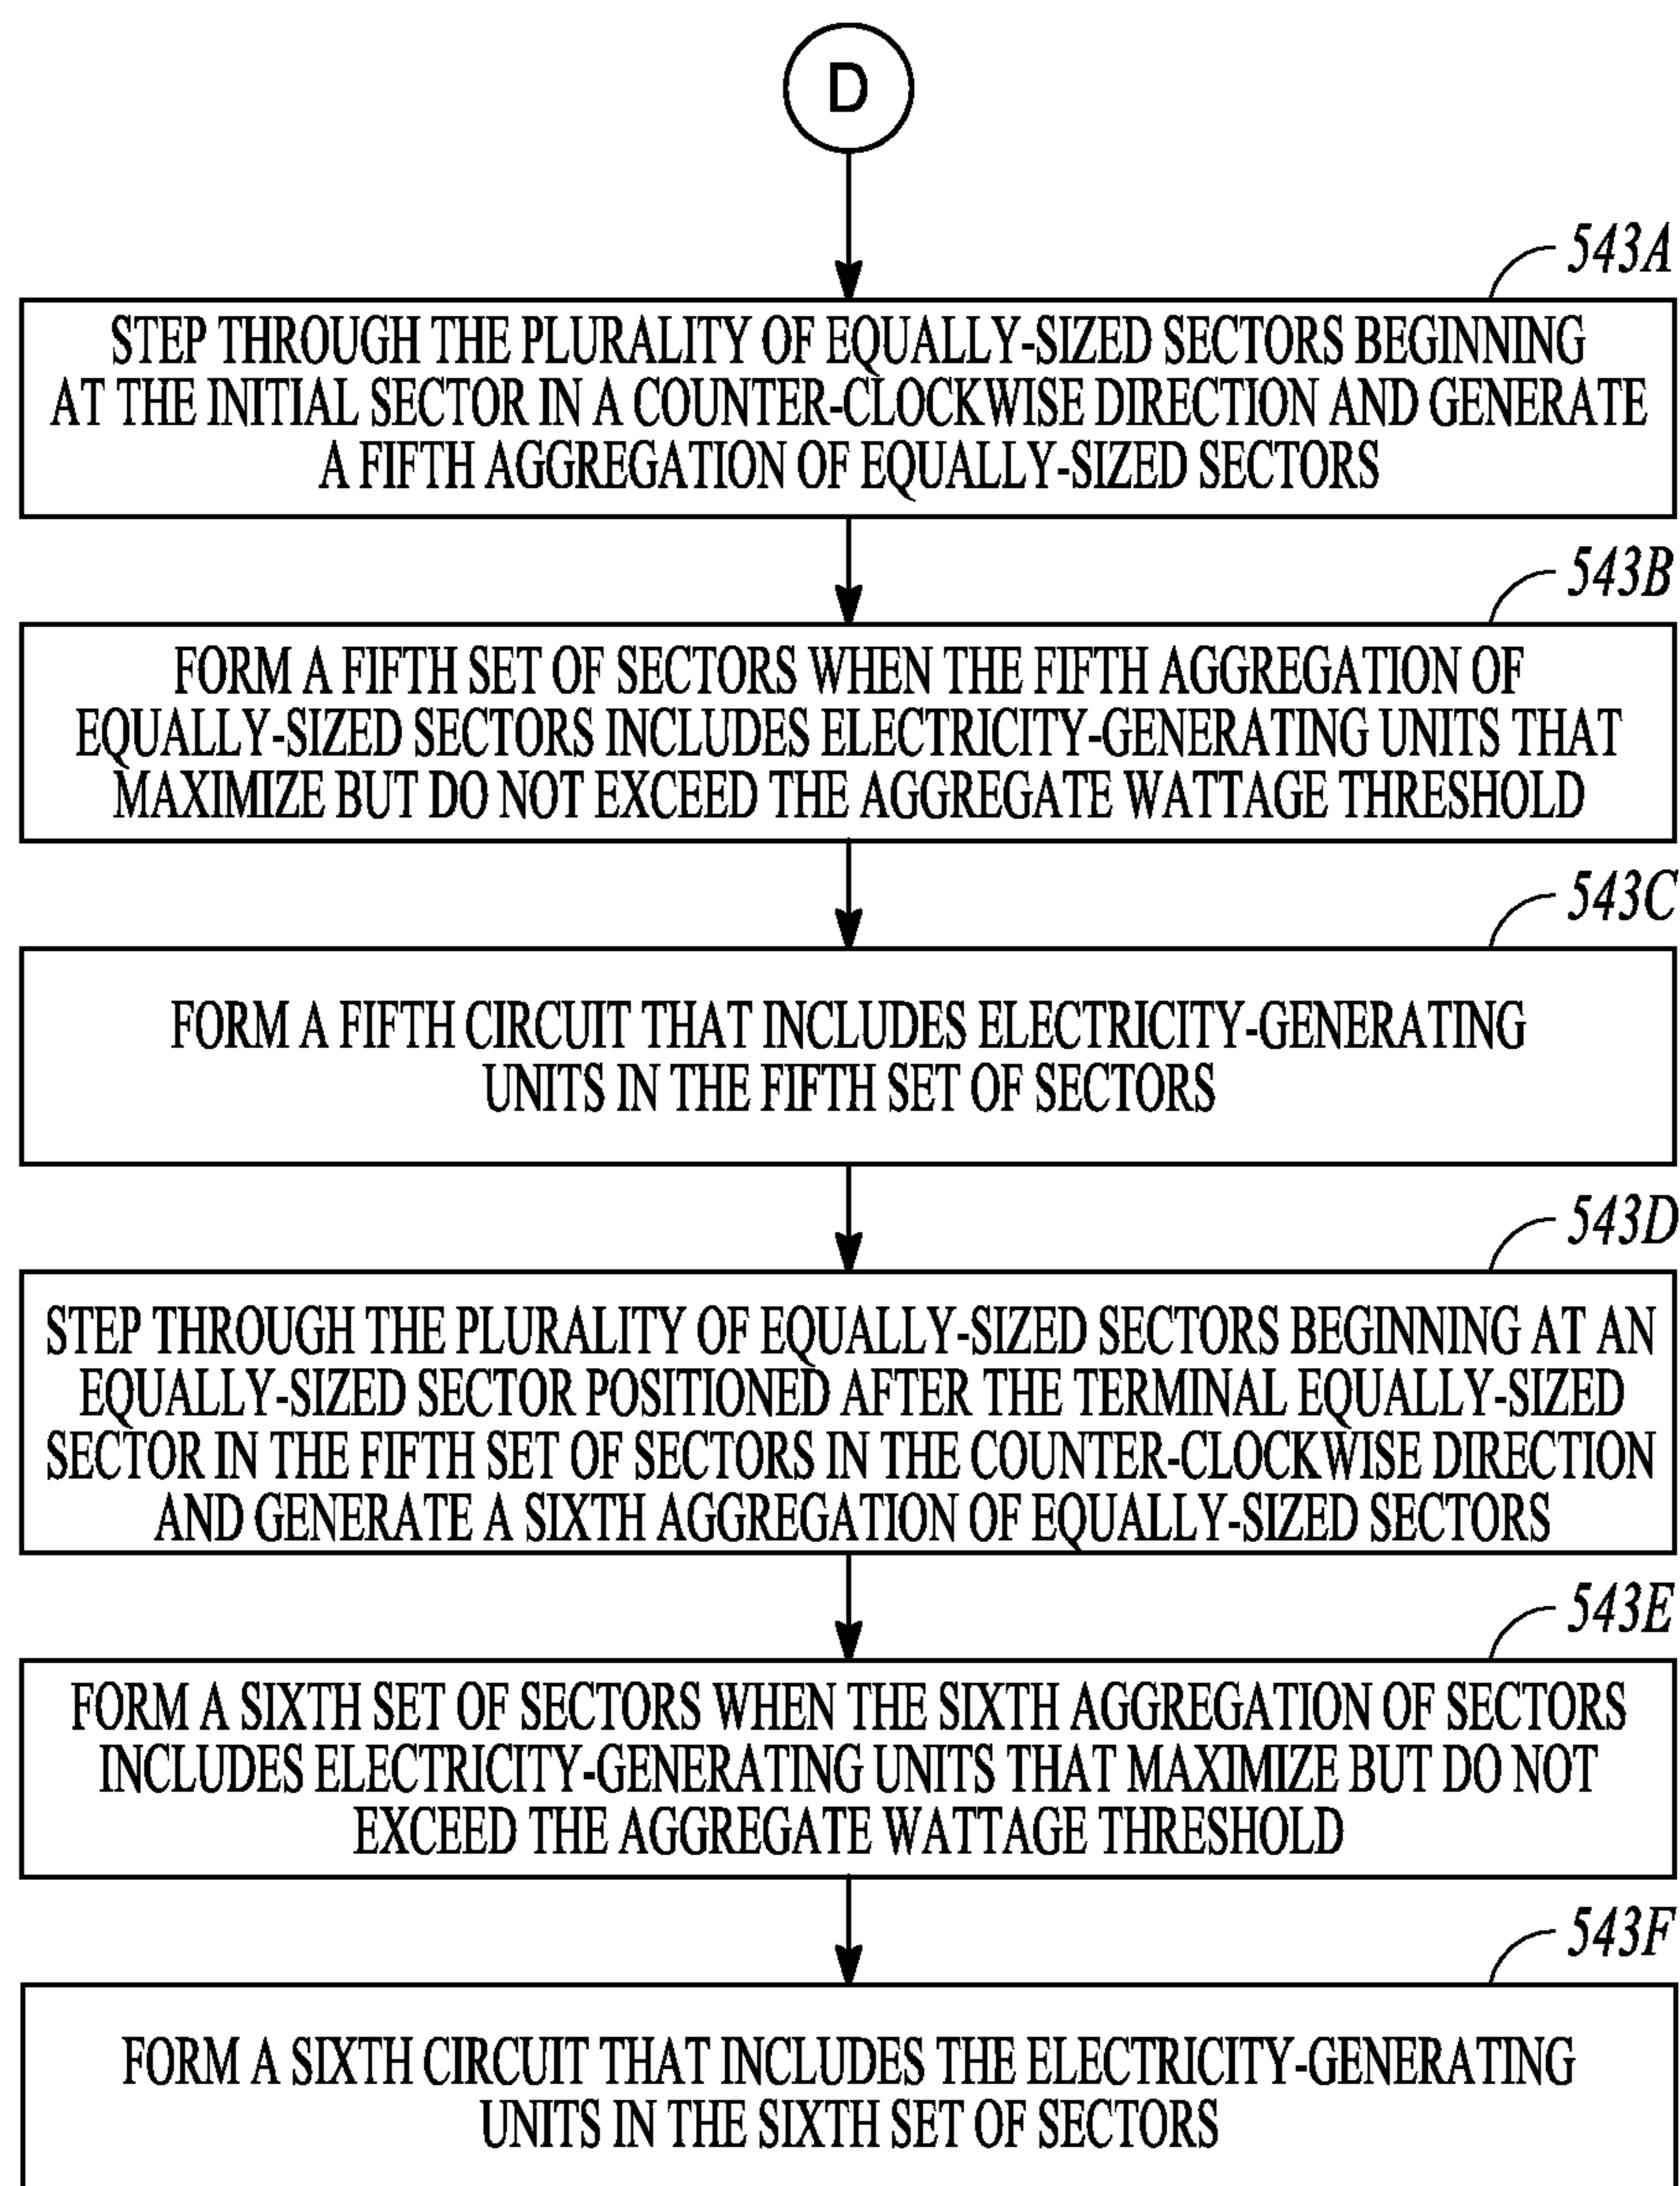 D
543A
STEP THROUGH THE PLURALITY OF EQUALLY-SIZED SECTORS BEGINNING
AT THE INITIAL SECTOR IN A COUNTER-CLOCKWISE DIRECTION AND GENERATE
A FIFTH AGGREGATION OF EQUALLY-SIZED SECTORS
543B
FORM A FIFTH SET OF SECTORS WHEN THE FIFTH AGGREGATION OF
EQUALLY-SIZED SECTORS INCLUDES ELECTRICITY-GENERATING UNITS THAT
MAXIMIZE BUT DO NOT EXCEED THE AGGREGATE WATTAGE THRESHOLD
543C
FORM A FIFTH CIRCUIT THAT INCLUDES ELECTRICITY-GENERATING
UNITS IN THE FIFTH SET OF SECTORS
543D
STEP THROUGH THE PLURALITY OF EQUALLY-SIZED SECTORS BEGINNING AT AN
EQUALLY-SIZED SECTOR POSITIONED AFTER THE TERMINAL EQUALLY-SIZED
SECTOR IN THE FIFTH SET OF SECTORS IN THE COUNTER-CLOCKWISE DIRECTION
AND GENERATE A SIXTH AGGREGATION OF EQUALLY-SIZED SECTORS
543E
FORM A SIXTH SET OF SECTORS WHEN THE SIXTH AGGREGATION OF SECTORS
INCLUDES ELECTRICITY-GENERATING UNITS THAT MAXIMIZE BUT DO NOT
EXCEED THE AGGREGATE WATTAGE THRESHOLD
543F
FORM A SIXTH CIRCUIT THAT INCLUDES THE ELECTRICITY-GENERATING
UNITS IN THE SIXTH SET OF SECTORS